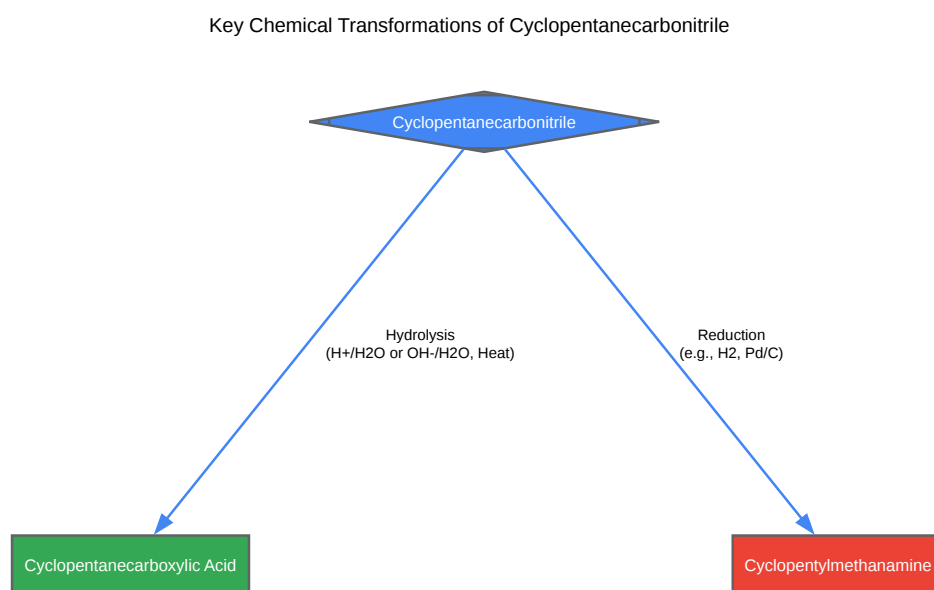 Key Chemical Transformations of Cyclopentanecarbonitrile
Cyclopentanecarbonitrile
Hydrolysis
(H+/H2O or OH-/H2O, Heat)
Reduction
(e.g., H2, Pd/C)
Cyclopentanecarboxylic Acid
Cyclopentylmethanamine